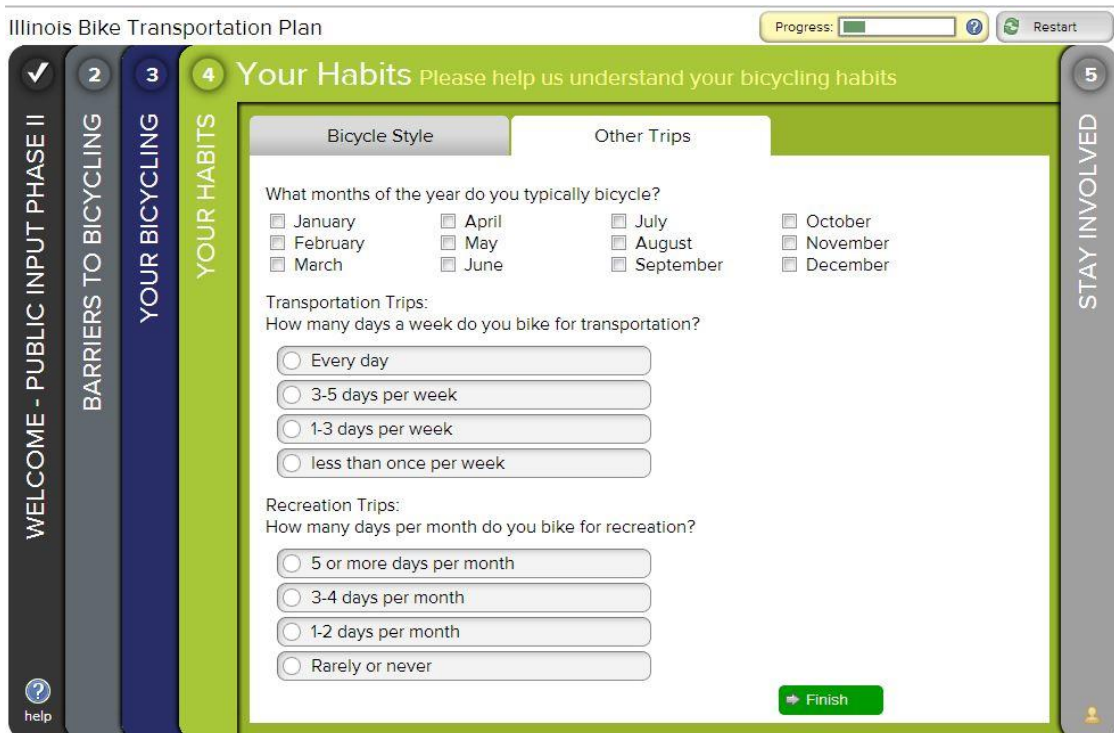 Illinois Bike Transportation Plan
Progress:
?
Restart
WELCOME - PUBLIC INPUT PHASE II
?
help
2
BARRIERS TO BICYCLING
3
YOUR BICYCLING
4
YOUR HABITS
Your Habits Please help us understand your bicycling habits
Bicycle Style
Other Trips
What months of the year do you typically bicycle?
January April July October
February May August November
March June September December
Transportation Trips:
How many days a week do you bike for transportation?
Every day
3-5 days per week
1-3 days per week
less than once per week
Recreation Trips:
How many days per month do you bike for recreation?
5 or more days per month
3-4 days per month
1-2 days per month
Rarely or never
Finish
5
STAY INVOLVED